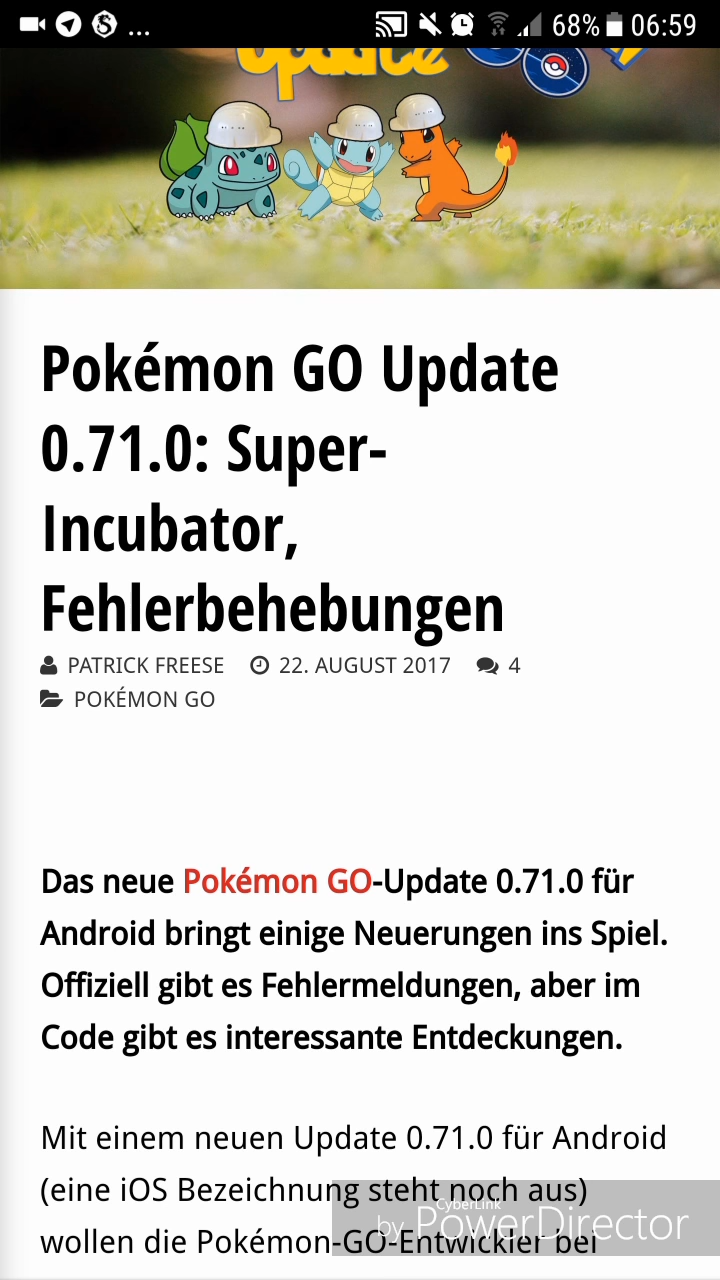 ... 68% 06:59
Update
Pokémon GO Update
0.71.0: Super-
Incubator,
Fehlerbehebungen
PATRICK FREESE 22. AUGUST 2017 4
POKÉMON GO
Das neue Pokémon GO-Update 0.71.0 für
Android bringt einige Neuerungen ins Spiel.
Offiziell gibt es Fehlermeldungen, aber im
Code gibt es interessante Entdeckungen.
Mit einem neuen Update 0.71.0 für Android
(eine iOS Bezeichnung steht noch aus)
wollen die Pokémon-GO-Entwickler bei
CyberLink
by PowerDirector